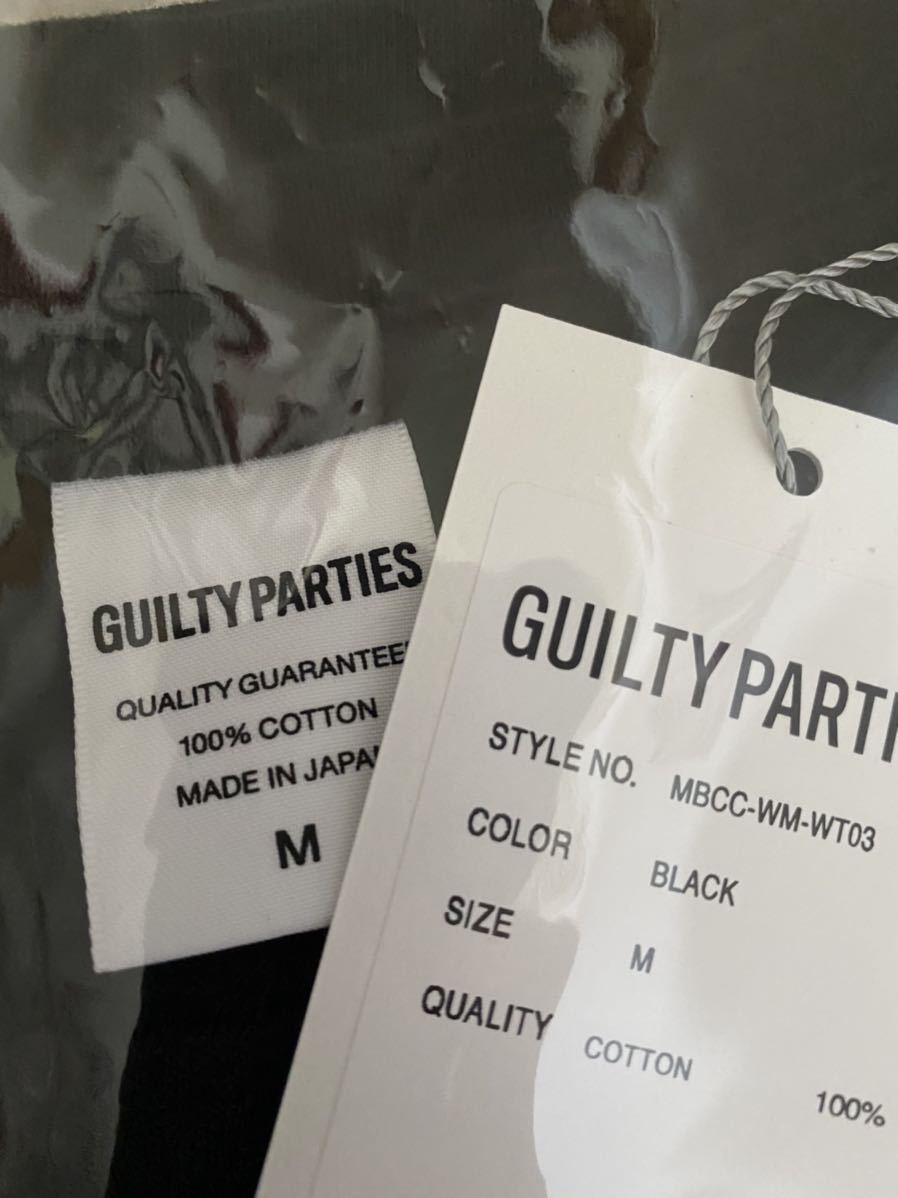 GUILTY PARTIES
QUALITY GUARANTEE
100% COTTON
MADE IN JAPA
M
GUILTY PARTI
STYLE NO. MBCC-WM-WT03
COLOR BLACK
SIZE M
QUALITY COTTON
100%